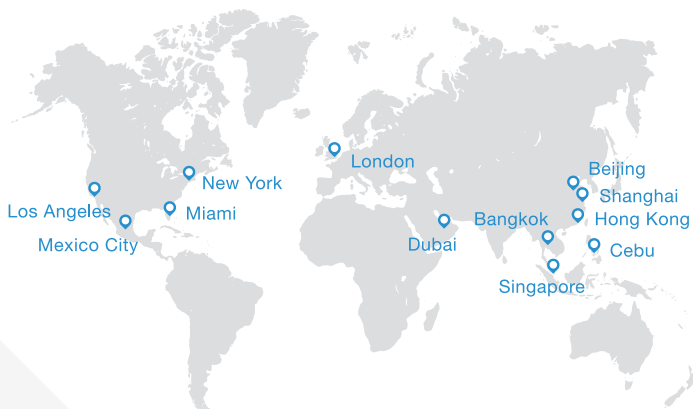 London
Beijing
New York
Shanghai
Los Angeles
Miami
Bangkok
Hong Kong
Mexico City
Dubai
Cebu
Singapore